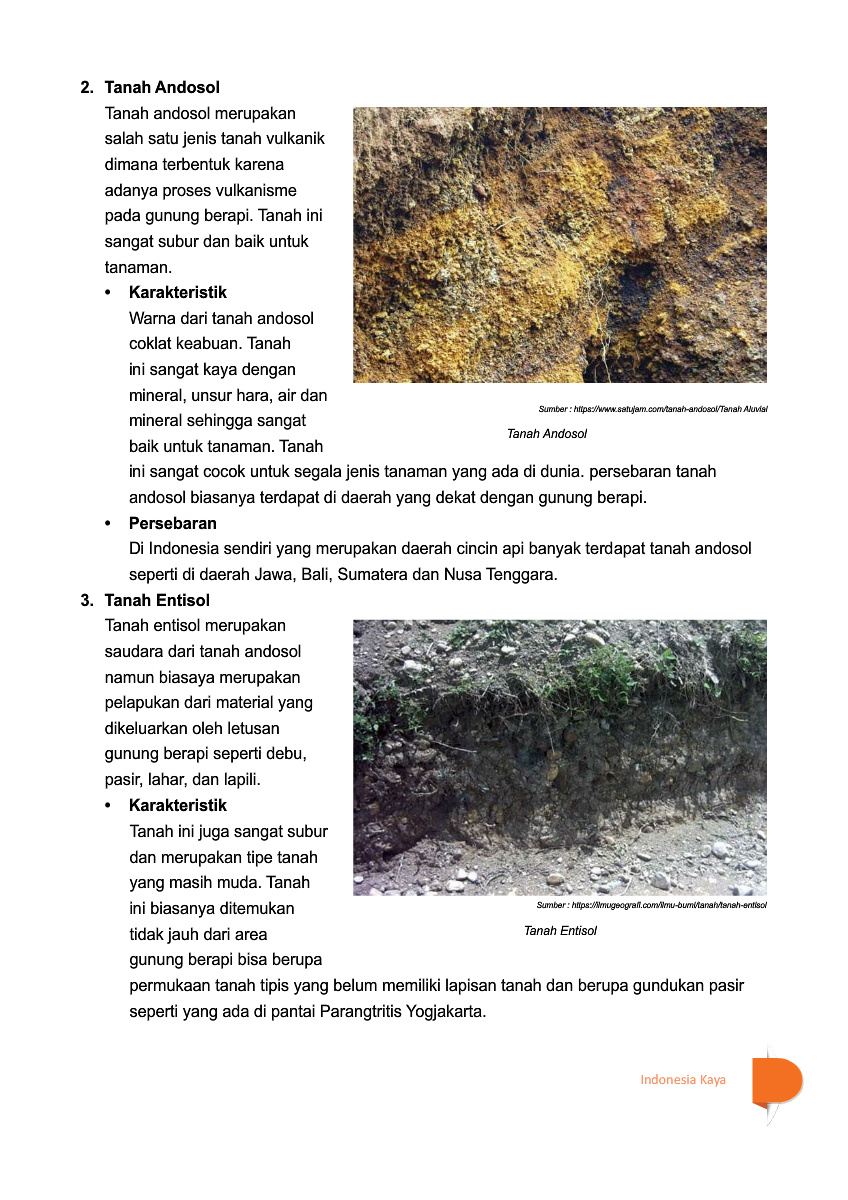 2. Tanah Andosol
Tanah andosol merupakan
salah satu jenis tanah vulkanik
dimana terbentuk karena
adanya proses vulkanisme
pada gunung berapi. Tanah ini
sangat subur dan baik untuk
tanaman.
• Karakteristik
Warna dari tanah andosol
coklat keabuan. Tanah
ini sangat kaya dengan
mineral, unsur hara, air dan
mineral sehingga sangat
baik untuk tanaman. Tanah
ini sangat cocok untuk segala jenis tanaman yang ada di dunia. persebaran tanah
andosol biasanya terdapat di daerah yang dekat dengan gunung berapi.
Sumber : https://www.satujam.com/tanah-andosol/Tanah Aluvial
Tanah Andosol
• Persebaran
Di Indonesia sendiri yang merupakan daerah cincin api banyak terdapat tanah andosol
seperti di daerah Jawa, Bali, Sumatera dan Nusa Tenggara.
3. Tanah Entisol
Tanah entisol merupakan
saudara dari tanah andosol
namun biasaya merupakan
pelapukan dari material yang
dikeluarkan oleh letusan
gunung berapi seperti debu,
pasir, lahar, dan lapili.
• Karakteristik
Tanah ini juga sangat subur
dan merupakan tipe tanah
yang masih muda. Tanah
ini biasanya ditemukan
tidak jauh dari area
gunung berapi bisa berupa
permukaan tanah tipis yang belum memiliki lapisan tanah dan berupa gundukan pasir
seperti yang ada di pantai Parangtritis Yogjakarta.
Sumber : https://ilmugeografi.com/ilmu-bumi/tanah/tanah-entisol
Tanah Entisol
Indonesia Kaya